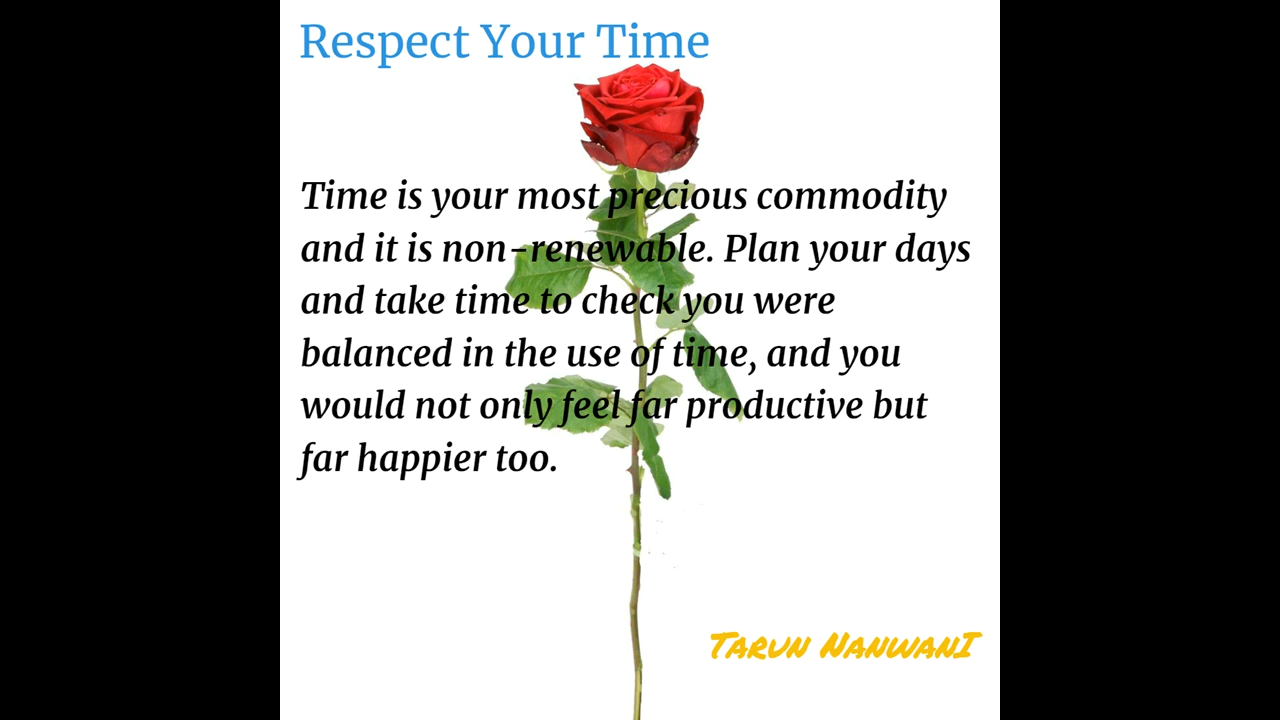 Respect Your Time
Time is your most precious commodity
and it is non-renewable. Plan your days
and take time to check you were
balanced in the use of time, and you
would not only feel far productive but
far happier too.
TARUN NANWANI